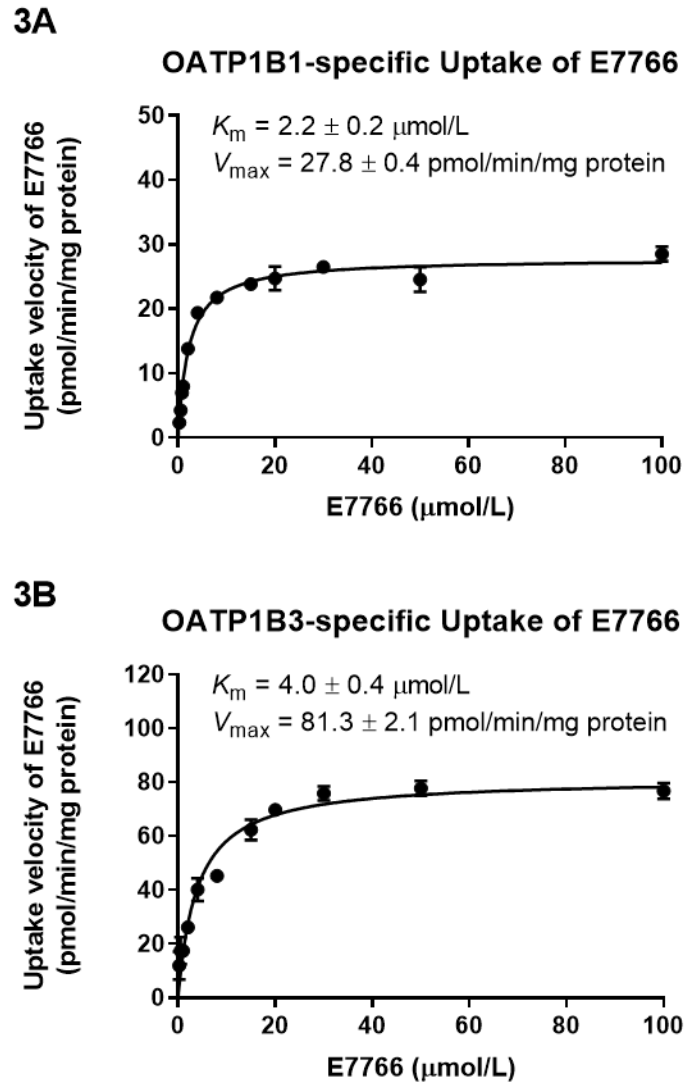 3A
OATP1B1-specific Uptake of E7766
Uptake velocity of E7766
(pmol/min/mg protein)
50
40
30
20
10
0
Km = 2.2 ± 0.2 μmol/L
Vmax = 27.8 ± 0.4 pmol/min/mg protein
0 20 40 60 80 100
E7766 (μmol/L)
3B
OATP1B3-specific Uptake of E7766
Uptake velocity of E7766
(pmol/min/mg protein)
120
100
80
60
40
20
0
Km = 4.0 ± 0.4 μmol/L
Vmax = 81.3 ± 2.1 pmol/min/mg protein
0 20 40 60 80 100
E7766 (μmol/L)